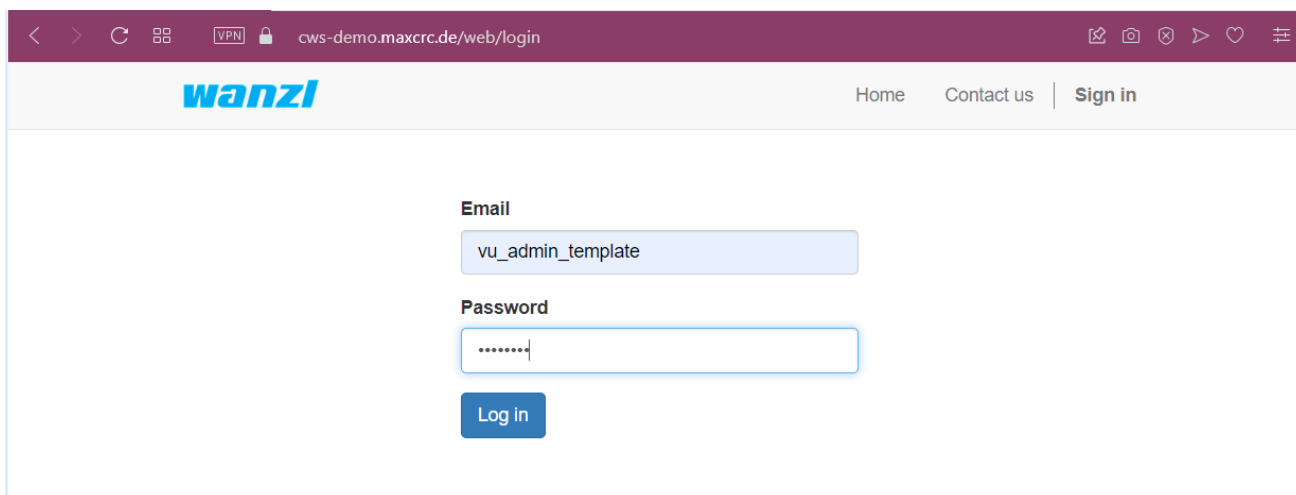 VPN cws-demo.maxcrc.de/web/login
wanzl Home Contact us Sign in
Email
vu_admin_template
Password
••••••••
Log in